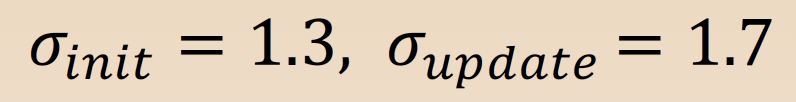 σ_init = 1.3, σ_update = 1.7